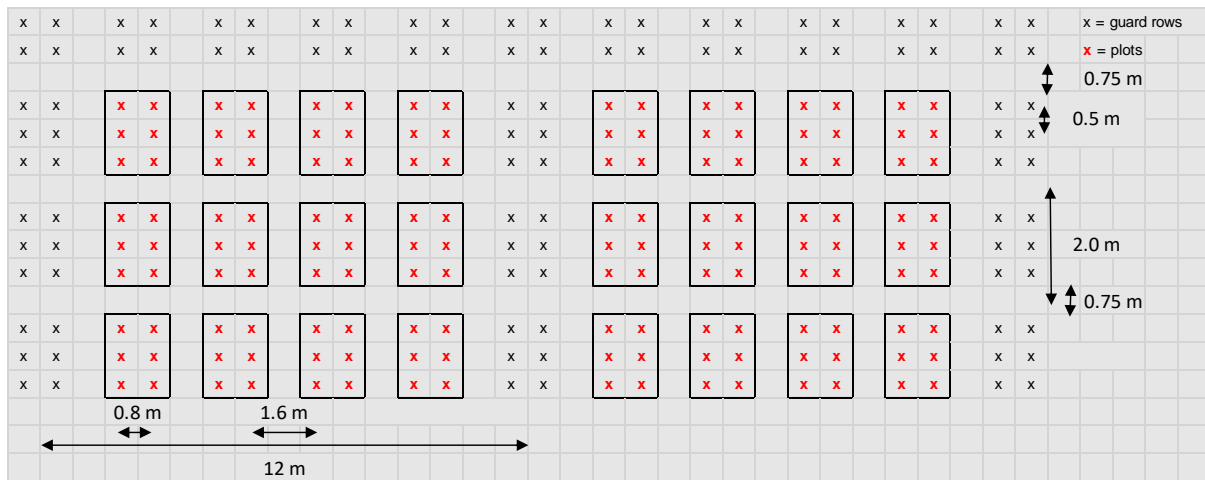 x x x x x x x x x x x x x x x x x x x x x x x = guard rows
x x x x x x x x x x x x x x x x x x x x x x x = plots
0.75 m
x x x x x x x x x x x x x x x x x x x x x x
0.5 m
x x x x x x x x x x x x x x x x x x x x x x
x x x x x x x x x x x x x x x x x x x x x x
x x x x x x x x x x x x x x x x x x x x x x
x x x x x x x x x x x x x x x x x x x x x x 2.0 m
x x x x x x x x x x x x x x x x x x x x x x
0.75 m
x x x x x x x x x x x x x x x x x x x x x x
x x x x x x x x x x x x x x x x x x x x x x
x x x x x x x x x x x x x x x x x x x x x x
0.8 m 1.6 m
12 m